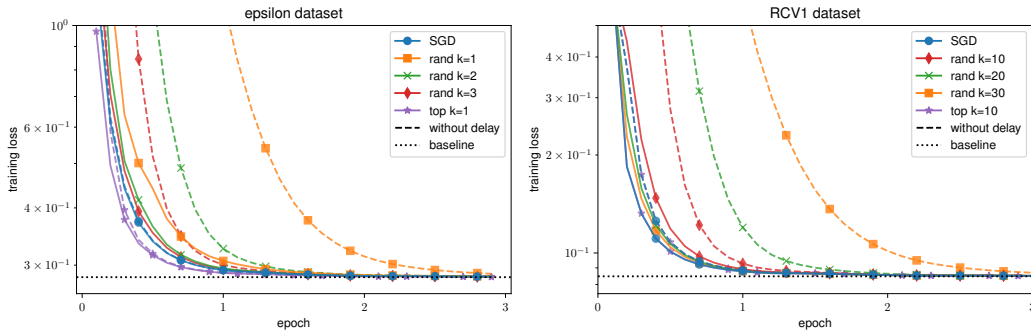 epsilon dataset
10⁰
6 × 10⁻¹
4 × 10⁻¹
3 × 10⁻¹
training loss
0
1
2
3
epoch
SGD
rand k=1
rand k=2
rand k=3
top k=1
without delay
baseline
RCV1 dataset
4 × 10⁻¹
3 × 10⁻¹
2 × 10⁻¹
10⁻¹
training loss
0
1
2
3
epoch
SGD
rand k=10
rand k=20
rand k=30
top k=10
without delay
baseline